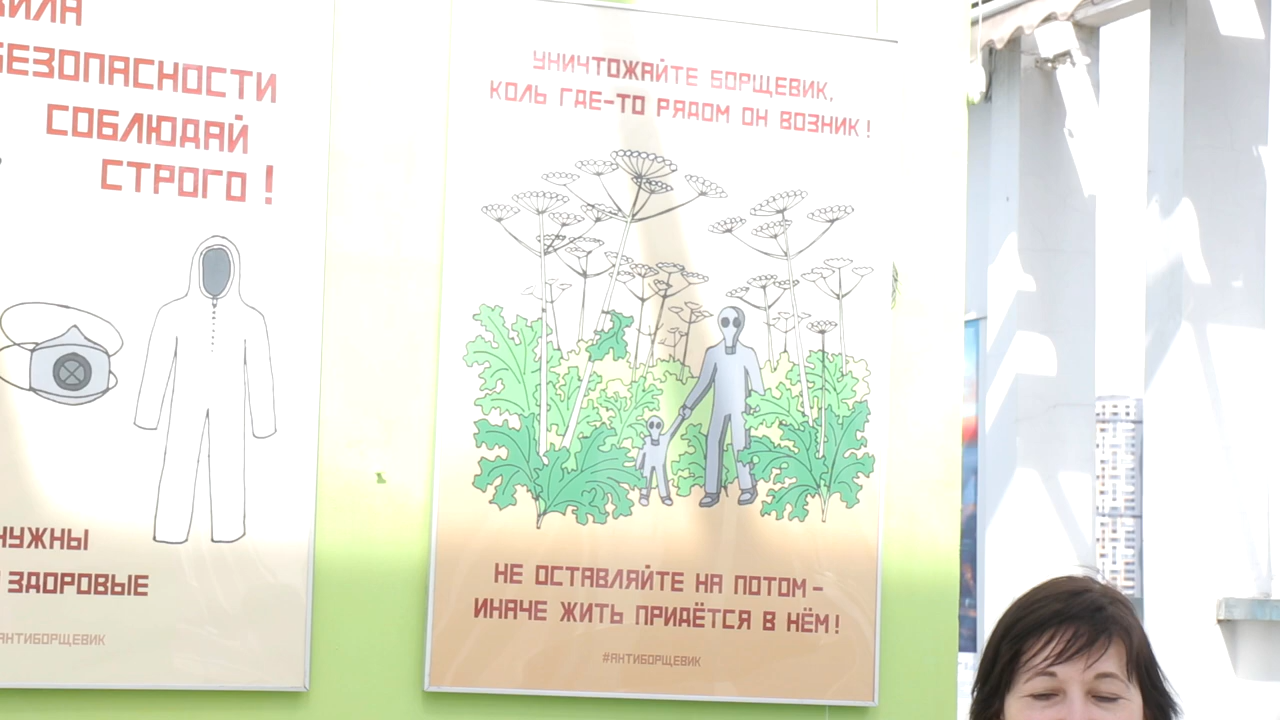 БЕЗОПАСНОСТИ
СОБЛЮДАЙ
СТРОГО!
НУЖНЫ
ЗДОРОВЫЕ
#АНТИБОРЩЕВИК
УНИЧТОЖАЙТЕ БОРЩЕВИК,
КОЛЬ ГДЕ-ТО РЯДОМ ОН ВОЗНИК!
НЕ ОСТАВЛЯЙТЕ НА ПОТОМ -
ИНАЧЕ ЖИТЬ ПРИДЁТСЯ В НЁМ!
#АНТИБОРЩЕВИК